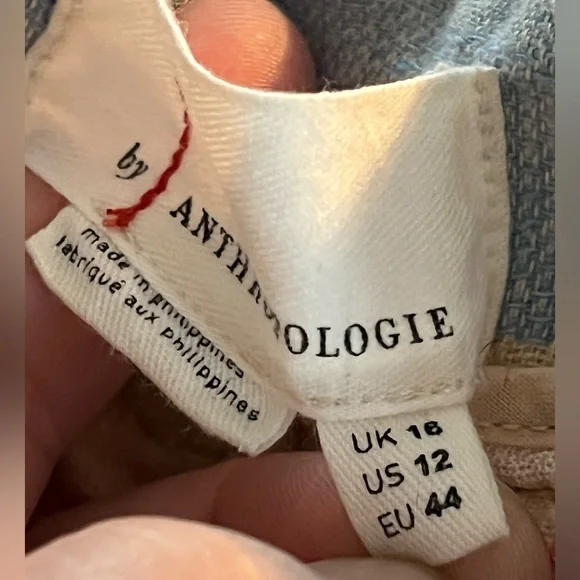 by
ANTHROPOLOGIE
made in philippines
fabriqué aux philippines
UK 16
US 12
EU 44